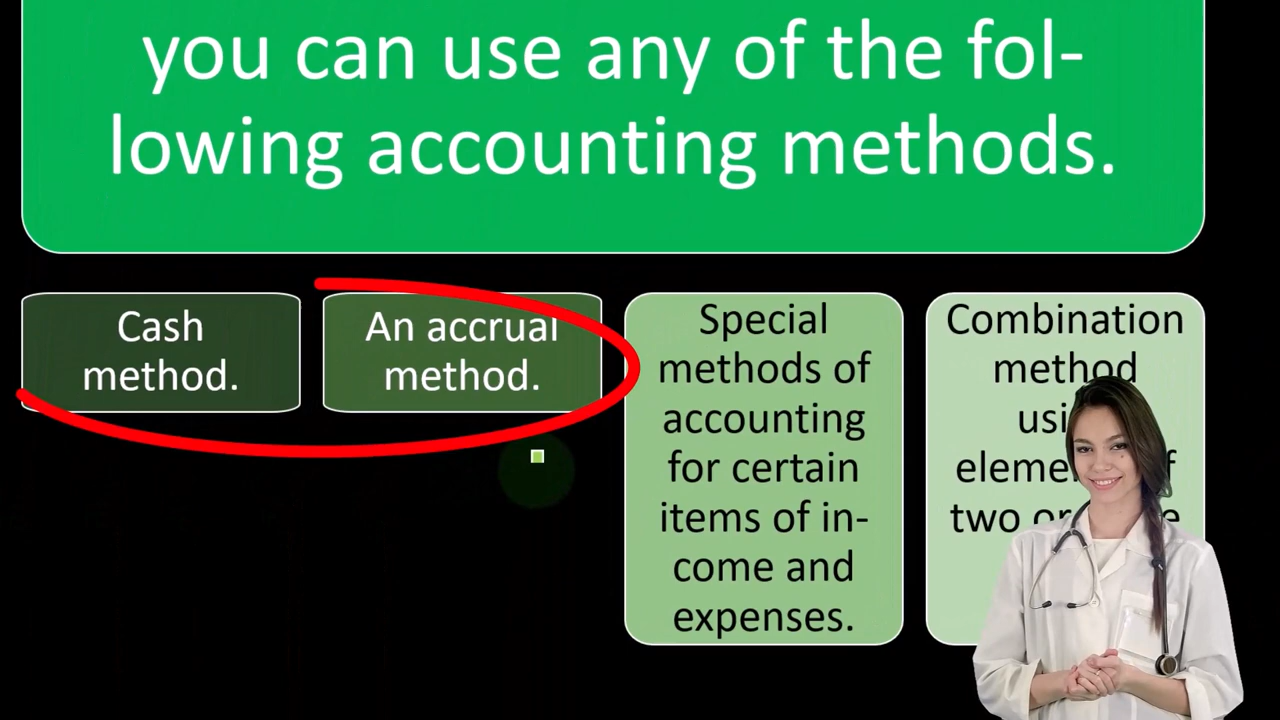 you can use any of the fol-
lowing accounting methods.
Cash
method.
An accrual
method.
Special
methods of
accounting
for certain
items of in-
come and
expenses.
Combination
method
two